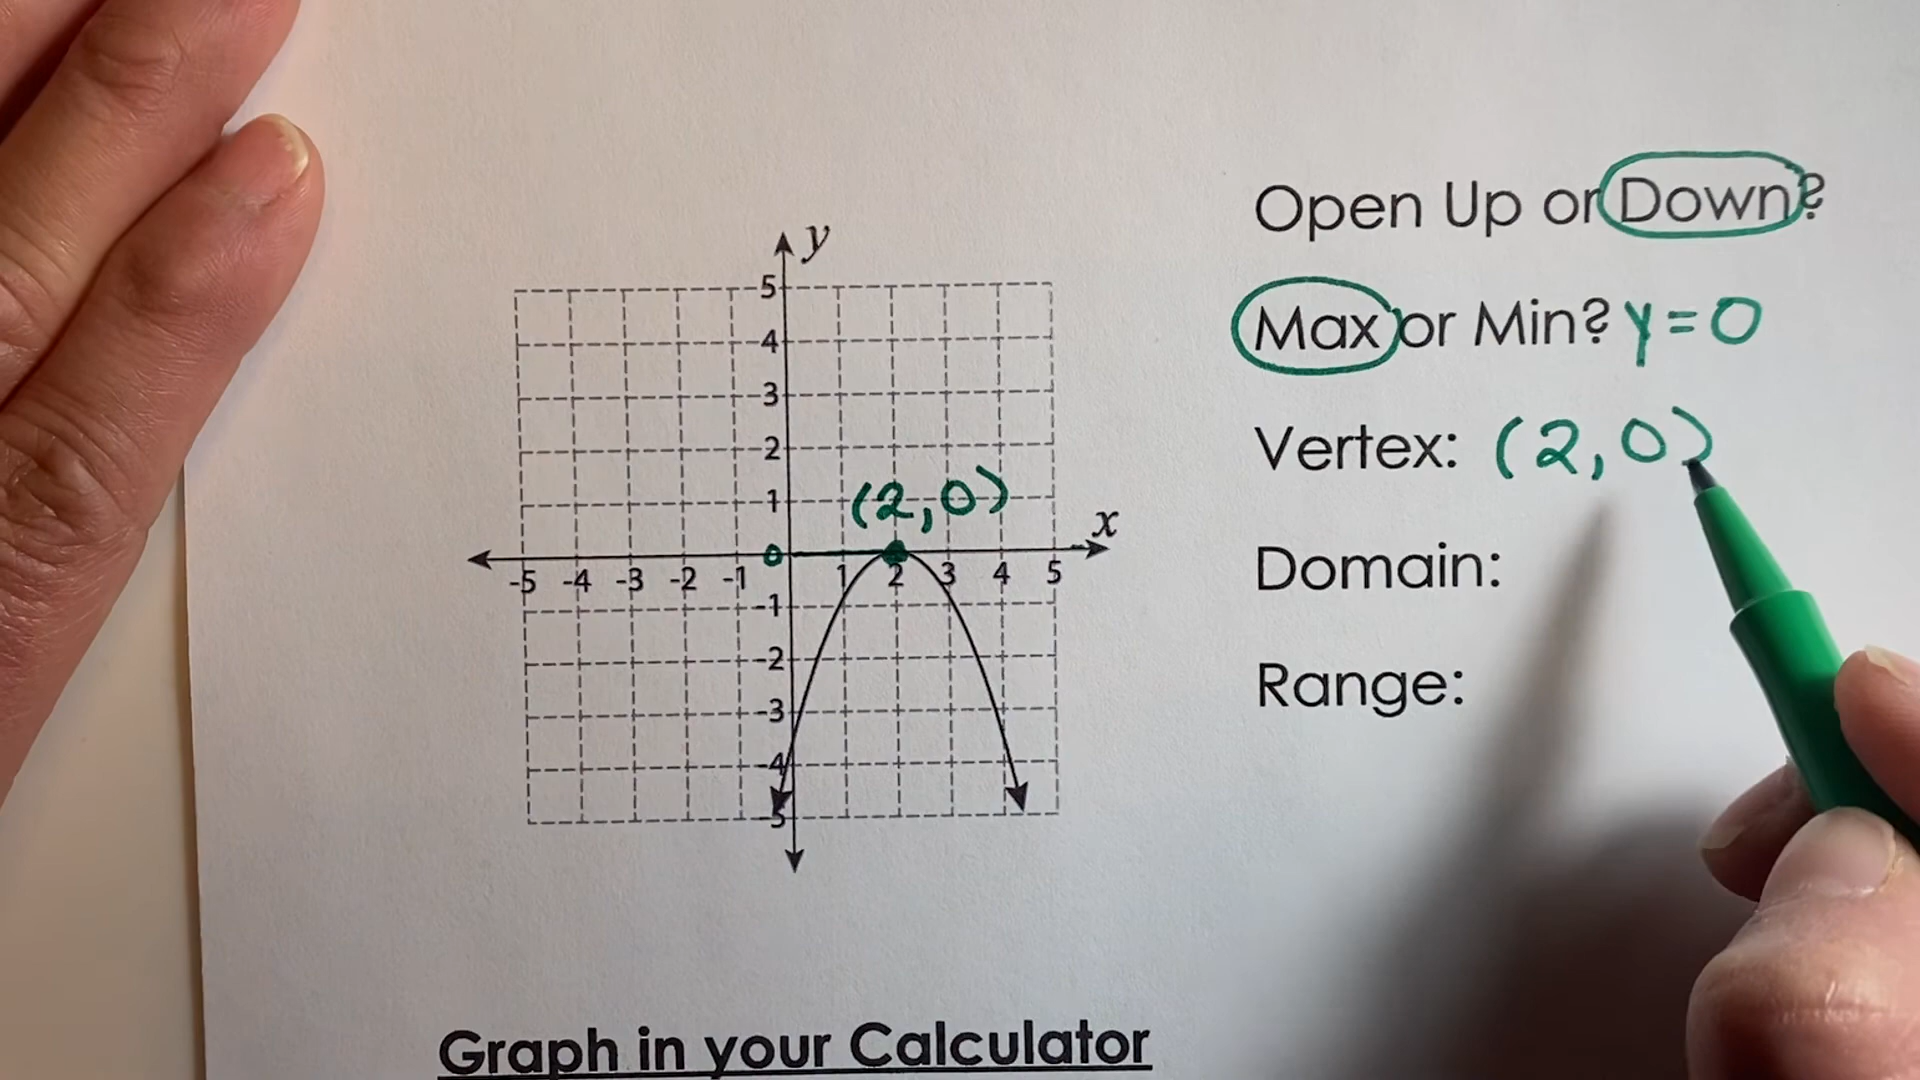 Open Up or Down?
Max or Min? y=0
Vertex: (2,0)
Domain:
Range:
y
5
4
3
2
1
(2,0)
x
0
-5 -4 -3 -2 -1 1 2 3 4 5
-1
-2
-3
-4
-5
Graph in your Calculator